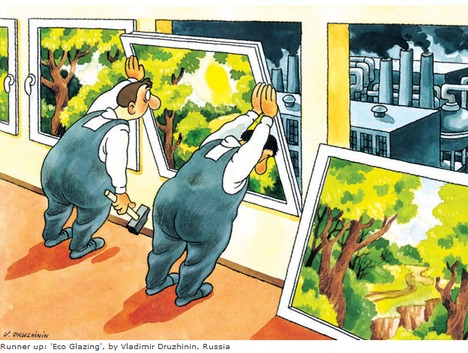 V. DRUZHININ
Runner up: 'Eco Glazing', by Vladimir Druzhinin, Russia